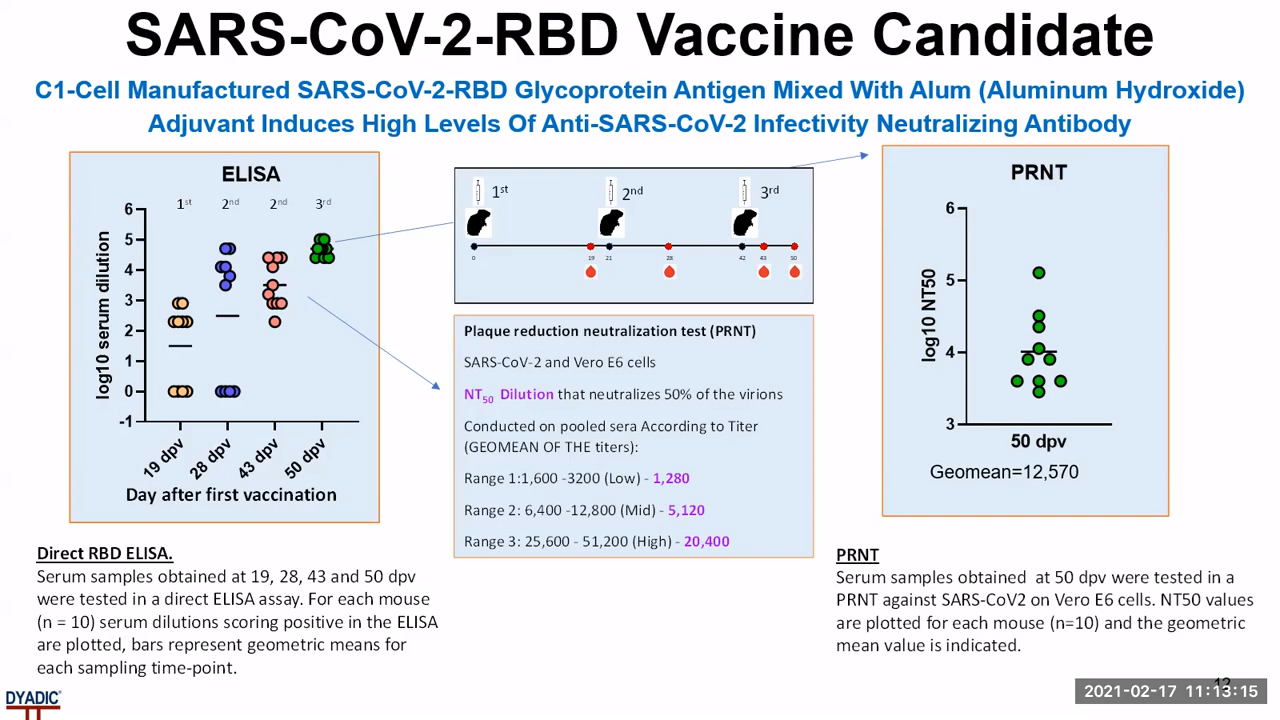 SARS-CoV-2-RBD Vaccine Candidate
C1-Cell Manufactured SARS-CoV-2-RBD Glycoprotein Antigen Mixed With Alum (Aluminum Hydroxide)
Adjuvant Induces High Levels Of Anti-SARS-CoV-2 Infectivity Neutralizing Antibody
ELISA
1st 2nd 2nd 3rd
log10 serum dilution
6
5
4
3
2
1
0
-1
19 dpv 28 dpv 43 dpv 50 dpv
Day after first vaccination
1st 2nd 3rd
0 19 21 28 42 43 50
Plaque reduction neutralization test (PRNT)
SARS-CoV-2 and Vero E6 cells
NT50 Dilution that neutralizes 50% of the virions
Conducted on pooled sera According to Titer
(GEOMEAN OF THE titers):
Range 1:1,600 -3200 (Low) - 1,280
Range 2: 6,400 -12,800 (Mid) - 5,120
Range 3: 25,600 - 51,200 (High) - 20,400
PRNT
log10 NT50
6
5
4
3
50 dpv
Geomean=12,570
Direct RBD ELISA.
Serum samples obtained at 19, 28, 43 and 50 dpv
were tested in a direct ELISA assay. For each mouse
(n = 10) serum dilutions scoring positive in the ELISA
are plotted, bars represent geometric means for
each sampling time-point.
PRNT
Serum samples obtained at 50 dpv were tested in a
PRNT against SARS-CoV2 on Vero E6 cells. NT50 values
are plotted for each mouse (n=10) and the geometric
mean value is indicated.
DYADIC
2021-02-17 11:13:15